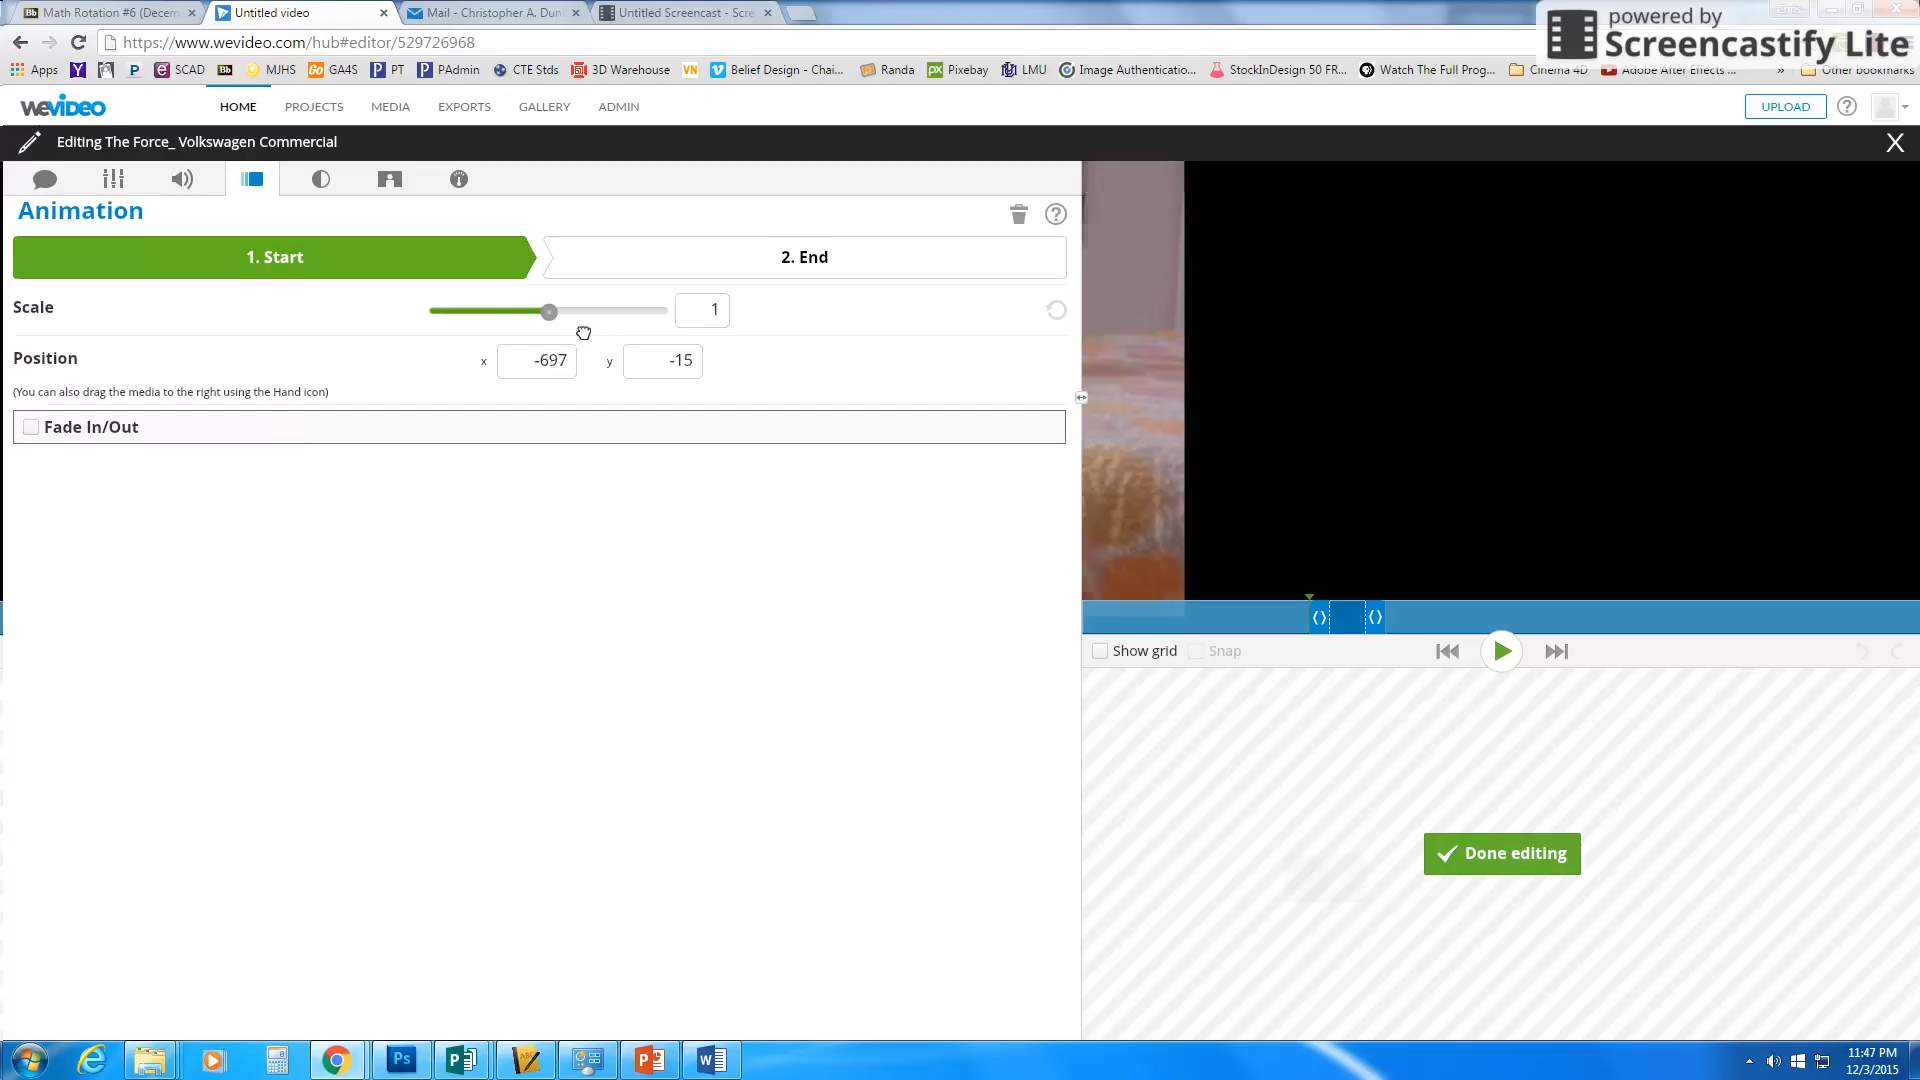 Math Rotation #6 (Decem
Untitled video
Mail - Christopher A. Dun
Untitled Screencast - Scre
powered by
Screencastify Lite
https://www.wevideo.com/hub#editor/529726968
Apps
SCAD
Bb
MJHS
Go GA4S
PT
PAdmin
CTE Stds
3D Warehouse
VN
Belief Design - Chai...
Randa
px Pixebay
LMU
Image Authenticatio...
StockInDesign 50 FR...
Watch The Full Prog...
Cinema 4D
Adobe After Effects ...
»
Other bookmarks
wevideo
HOME
PROJECTS
MEDIA
EXPORTS
GALLERY
ADMIN
UPLOAD
?
Editing The Force_ Volkswagen Commercial
X
Animation
?
1. Start
2. End
Scale
1
Position
x -697 y -15
(You can also drag the media to the right using the Hand icon)
Fade In/Out
Show grid
Snap
Done editing
Ps
P
P
W
11:47 PM
12/3/2015